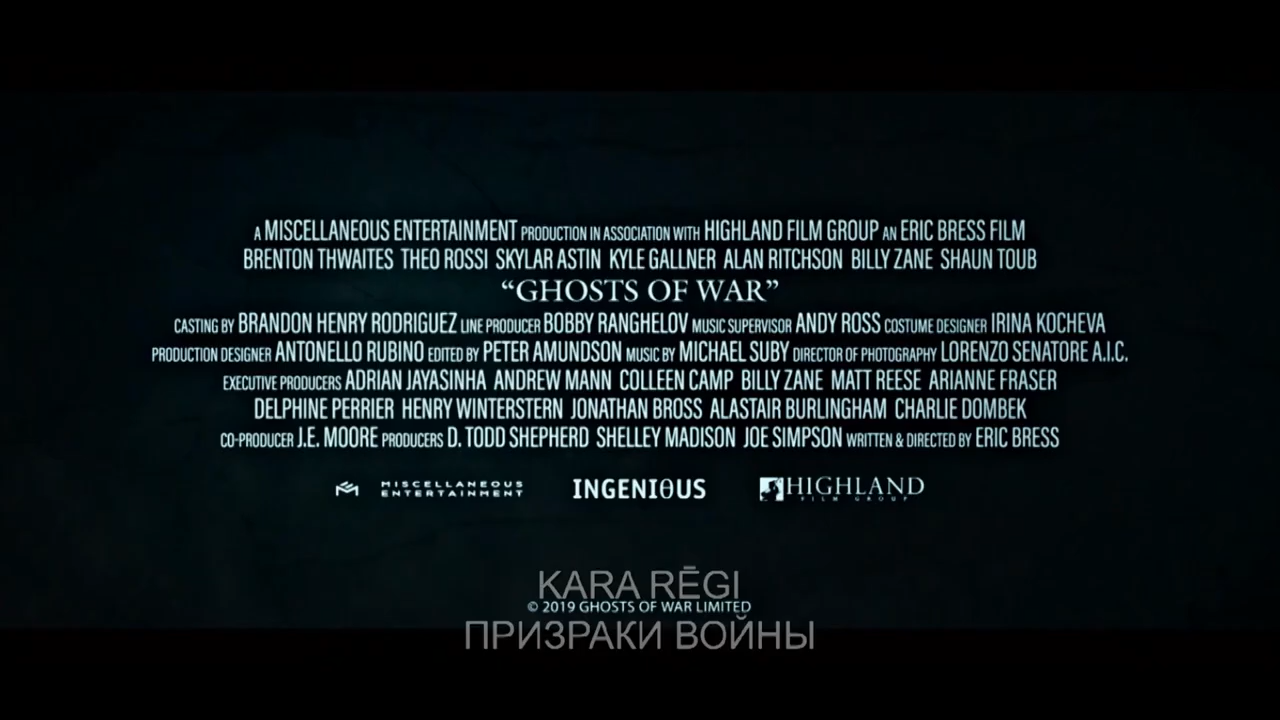 A MISCELLANEOUS ENTERTAINMENT PRODUCTION IN ASSOCIATION WITH HIGHLAND FILM GROUP AN ERIC BRESS FILM
BRENTON THWAITES THEO ROSSI SKYLAR ASTIN KYLE GALLNER ALAN RITCHSON BILLY ZANE SHAUN TOUB
“GHOSTS OF WAR”
CASTING BY BRANDON HENRY RODRIGUEZ LINE PRODUCER BOBBY RANGHELOV MUSIC SUPERVISOR ANDY ROSS COSTUME DESIGNER IRINA KOCHEVA
PRODUCTION DESIGNER ANTONELLO RUBINO EDITED BY PETER AMUNDSON MUSIC BY MICHAEL SUBY DIRECTOR OF PHOTOGRAPHY LORENZO SENATORE A.I.C.
EXECUTIVE PRODUCERS ADRIAN JAYASINHA ANDREW MANN COLLEEN CAMP BILLY ZANE MATT REESE ARIANNE FRASER
DELPHINE PERRIER HENRY WINTERSTERN JONATHAN BROSS ALASTAIR BURLINGHAM CHARLIE DOMBEK
CO-PRODUCER J.E. MOORE PRODUCERS D. TODD SHEPHERD SHELLEY MADISON JOE SIMPSON WRITTEN & DIRECTED BY ERIC BRESS
MISCELLANEOUS ENTERTAINMENT INGENIOUS HIGHLAND FILM GROUP
KARA RĒGI
© 2019 GHOSTS OF WAR LIMITED
ПРИЗРАКИ ВОЙНЫ